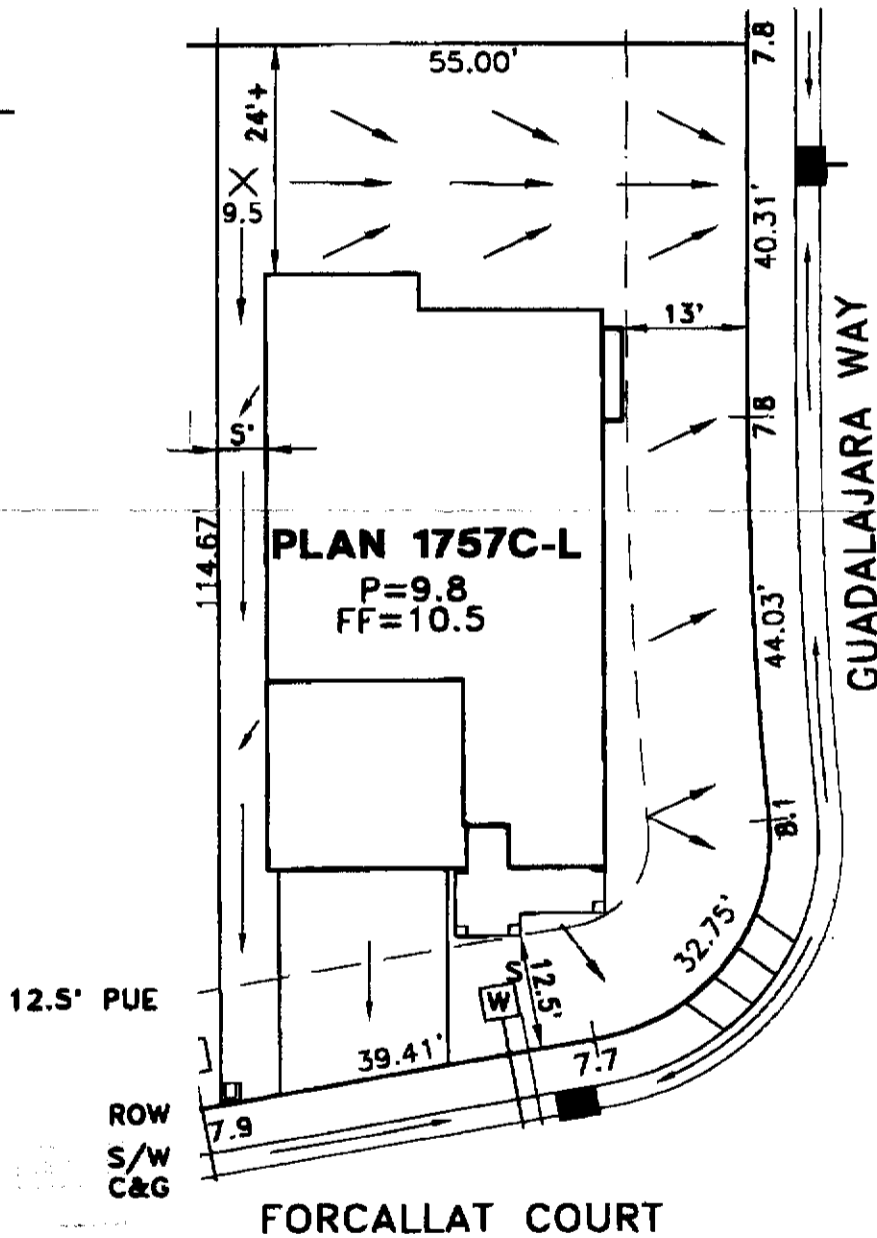 7.8
55.00'
24'+
9.5
40.31'
13'
GUADALAJARA WAY
7.8
5'
114.67
PLAN 1757C-L
P=9.8
FF=10.5
44.03'
8.1
32.75'
12.5' PUE
S
W
12.5'
39.41'
7.7
ROW
7.9
S/W
C&G
FORCALLAT COURT